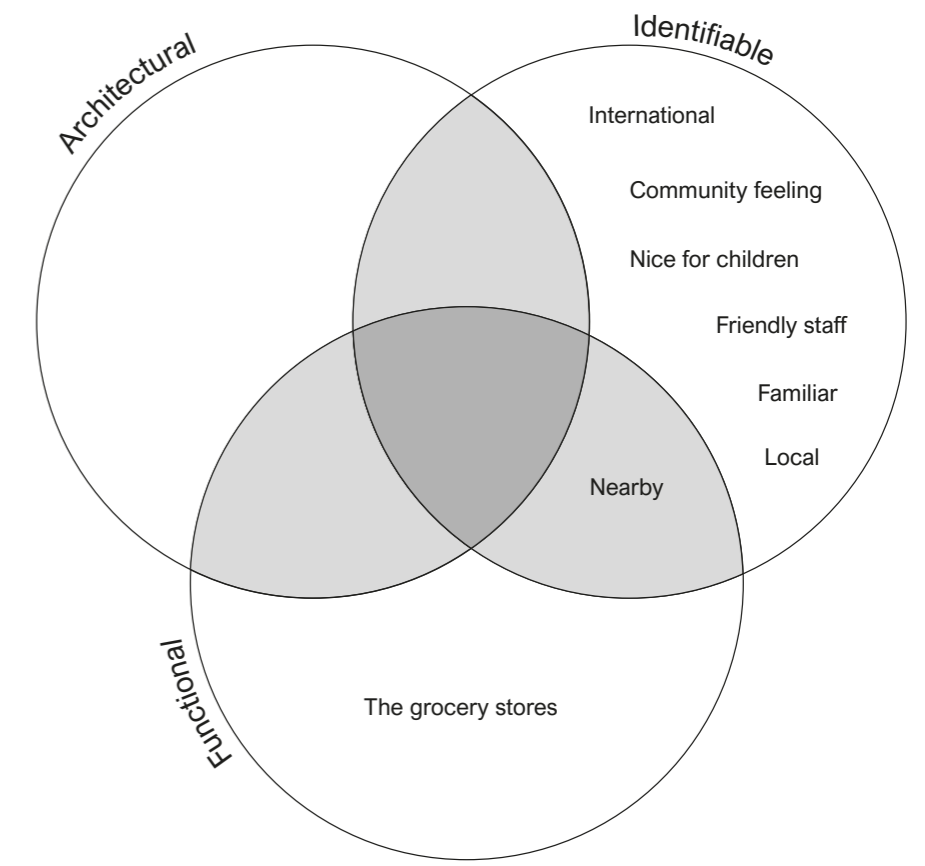 Architectural
Identifiable
International
Community feeling
Nice for children
Friendly staff
Familiar
Local
Nearby
Functional
The grocery stores